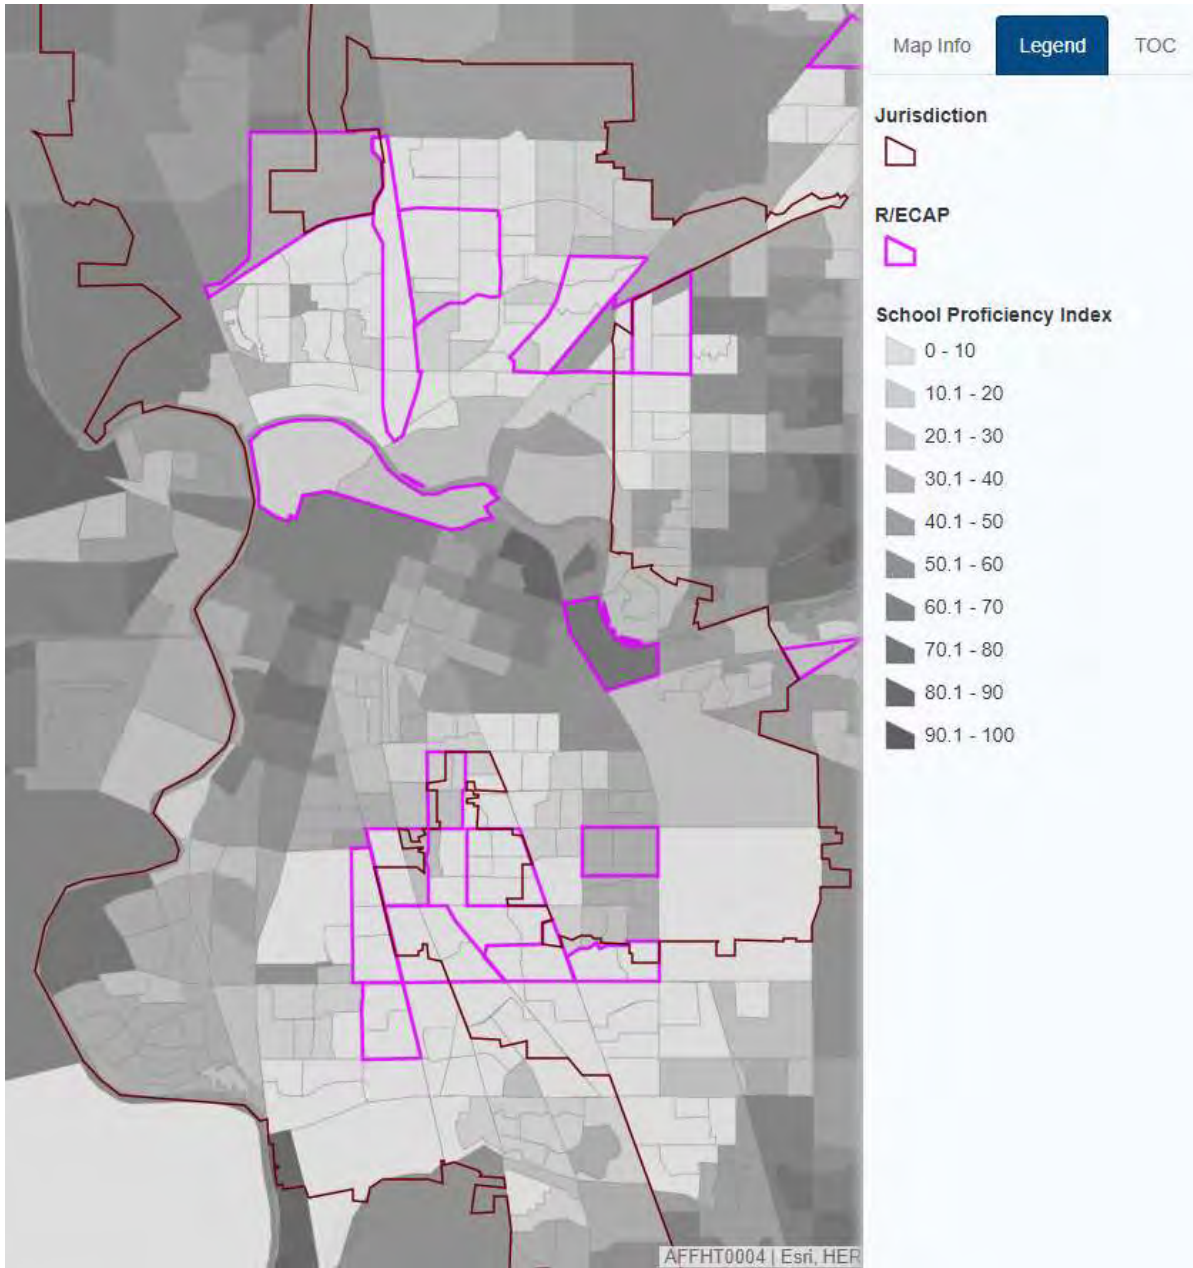 Map Info Legend TOC
Jurisdiction
R/ECAP
School Proficiency Index
0 - 10
10.1 - 20
20.1 - 30
30.1 - 40
40.1 - 50
50.1 - 60
60.1 - 70
70.1 - 80
80.1 - 90
90.1 - 100
AFFHT0004 | Esri, HER